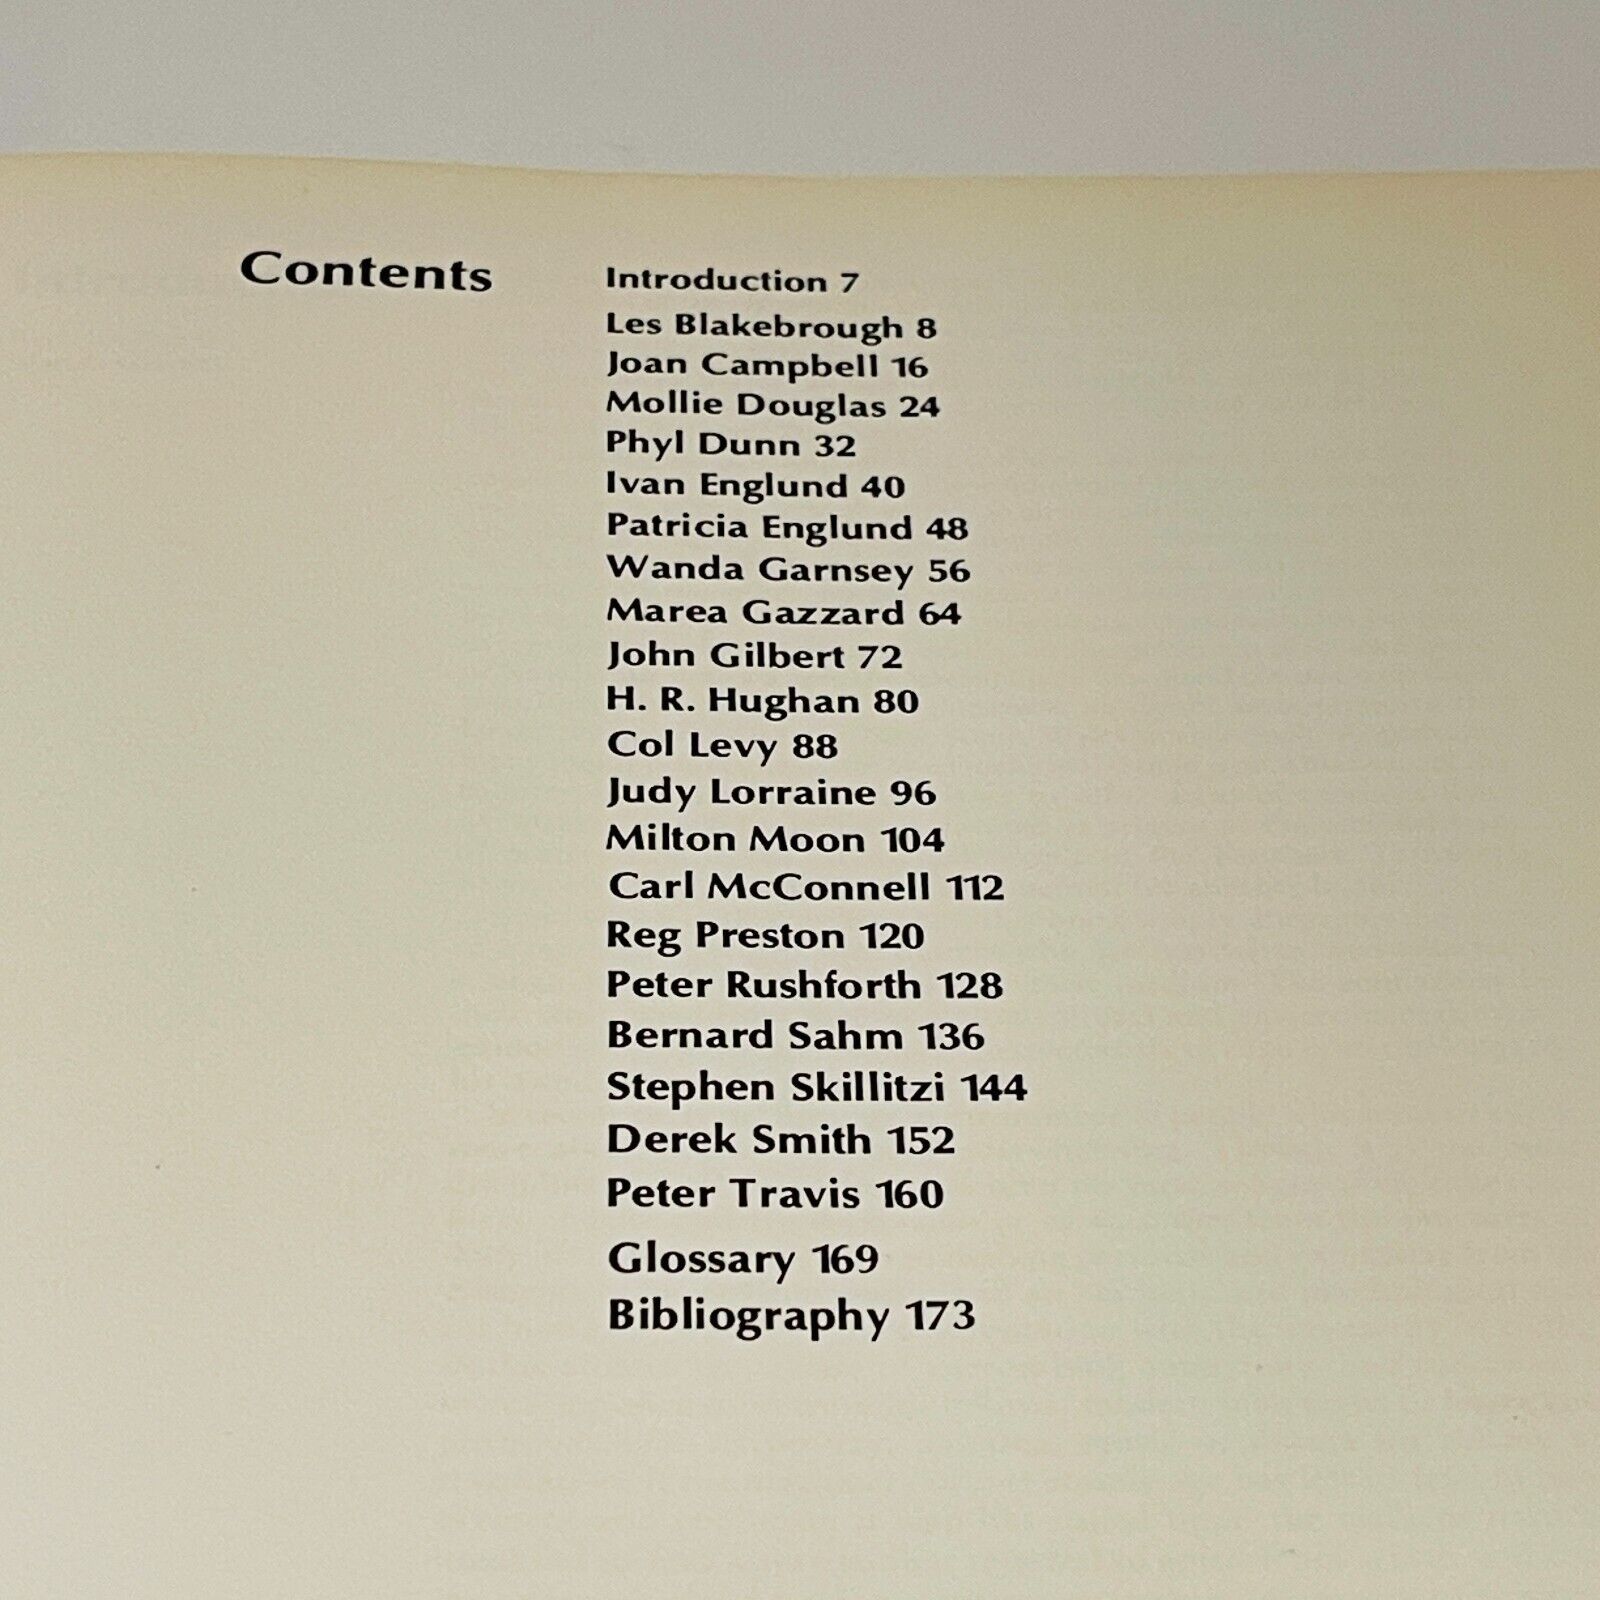 Contents
Introduction 7
Les Blakebrough 8
Joan Campbell 16
Mollie Douglas 24
Phyl Dunn 32
Ivan Englund 40
Patricia Englund 48
Wanda Garnsey 56
Marea Gazzard 64
John Gilbert 72
H. R. Hughan 80
Col Levy 88
Judy Lorraine 96
Milton Moon 104
Carl McConnell 112
Reg Preston 120
Peter Rushforth 128
Bernard Sahm 136
Stephen Skillitzi 144
Derek Smith 152
Peter Travis 160
Glossary 169
Bibliography 173